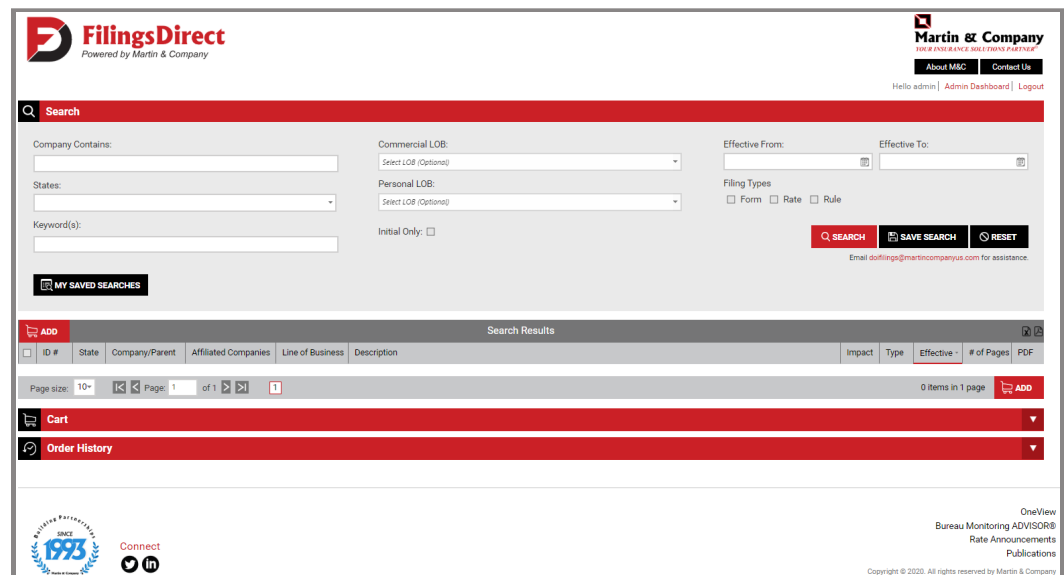 FilingsDirect
Powered by Martin & Company
Martin & Company
YOUR INSURANCE SOLUTIONS PARTNER®
About M&C Contact Us
Hello admin| Admin Dashboard| Logout
Search
Company Contains: Commercial LOB: Effective From: Effective To:
Select LOB (Optional)
States: Personal LOB: Filing Types
Select LOB (Optional) Form Rate Rule
Keyword(s): Initial Only:
SEARCH SAVE SEARCH RESET
Email doifilings@martincompanyus.com for assistance.
MY SAVED SEARCHES
ADD Search Results
ID # State Company/Parent Affiliated Companies Line of Business Description Impact Type Effective # of Pages PDF
Page size: 10 Page: 1 of 1 1 0 items in 1 page ADD
Cart
Order History
Building Partnerships
SINCE
1993
Martin & Company
Connect
OneView
Bureau Monitoring ADVISOR®
Rate Announcements
Publications
Copyright © 2020. All rights reserved by Martin & Company